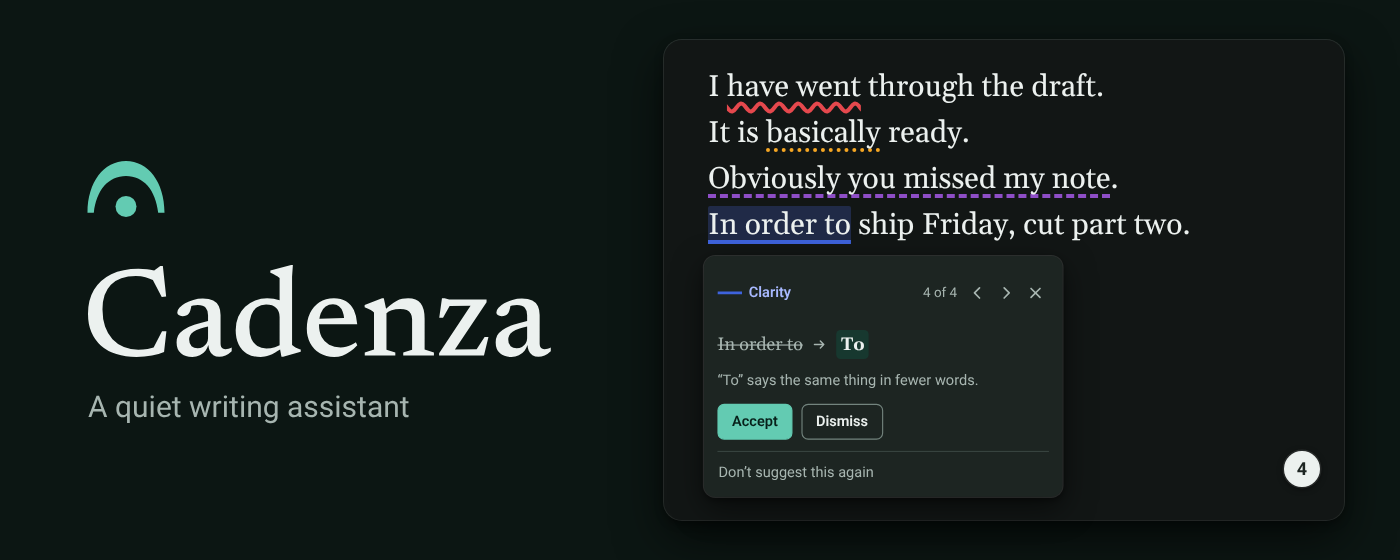 Cadenza
A quiet writing assistant
I have went through the draft.
It is basically ready.
Obviously you missed my note.
In order to ship Friday, cut part two.
Clarity
4 of 4
In order to → To
“To” says the same thing in fewer words.
Accept
Dismiss
Don’t suggest this again
4